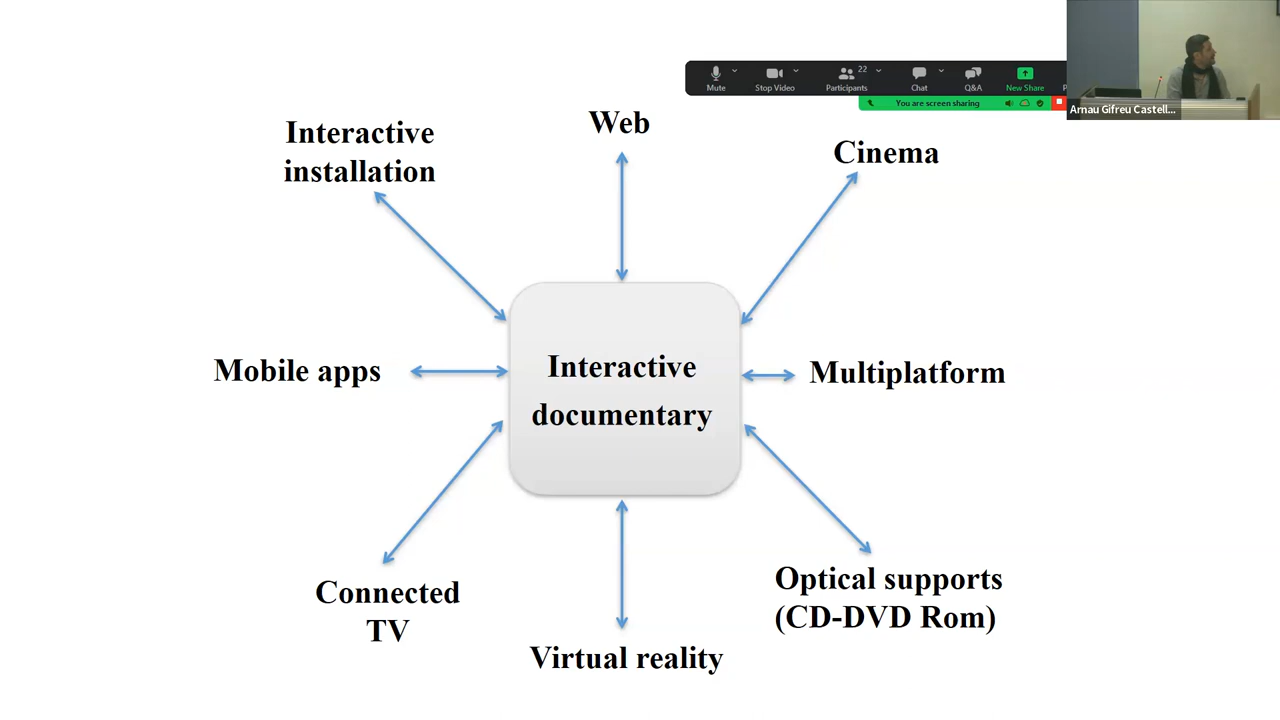 22
Mute
Stop Video
Participants
Chat
Q&A
New Share
You are screen sharing
Arnau Gifreu Castell...
Web
Interactive
installation
Cinema
Mobile apps
Interactive
documentary
Multiplatform
Connected
TV
Optical supports
(CD-DVD Rom)
Virtual reality